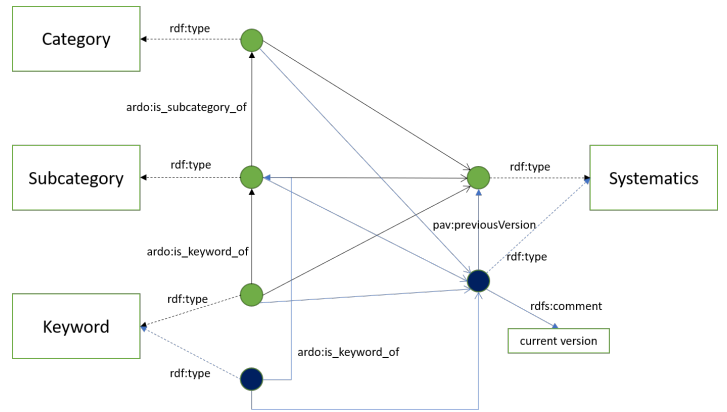 Category
rdf:type
ardo:is_subcategory_of
Subcategory
rdf:type
rdf:type
Systematics
pav:previousVersion
ardo:is_keyword_of
rdf:type
rdf:type
Keyword
rdfs:comment
current version
ardo:is_keyword_of
rdf:type